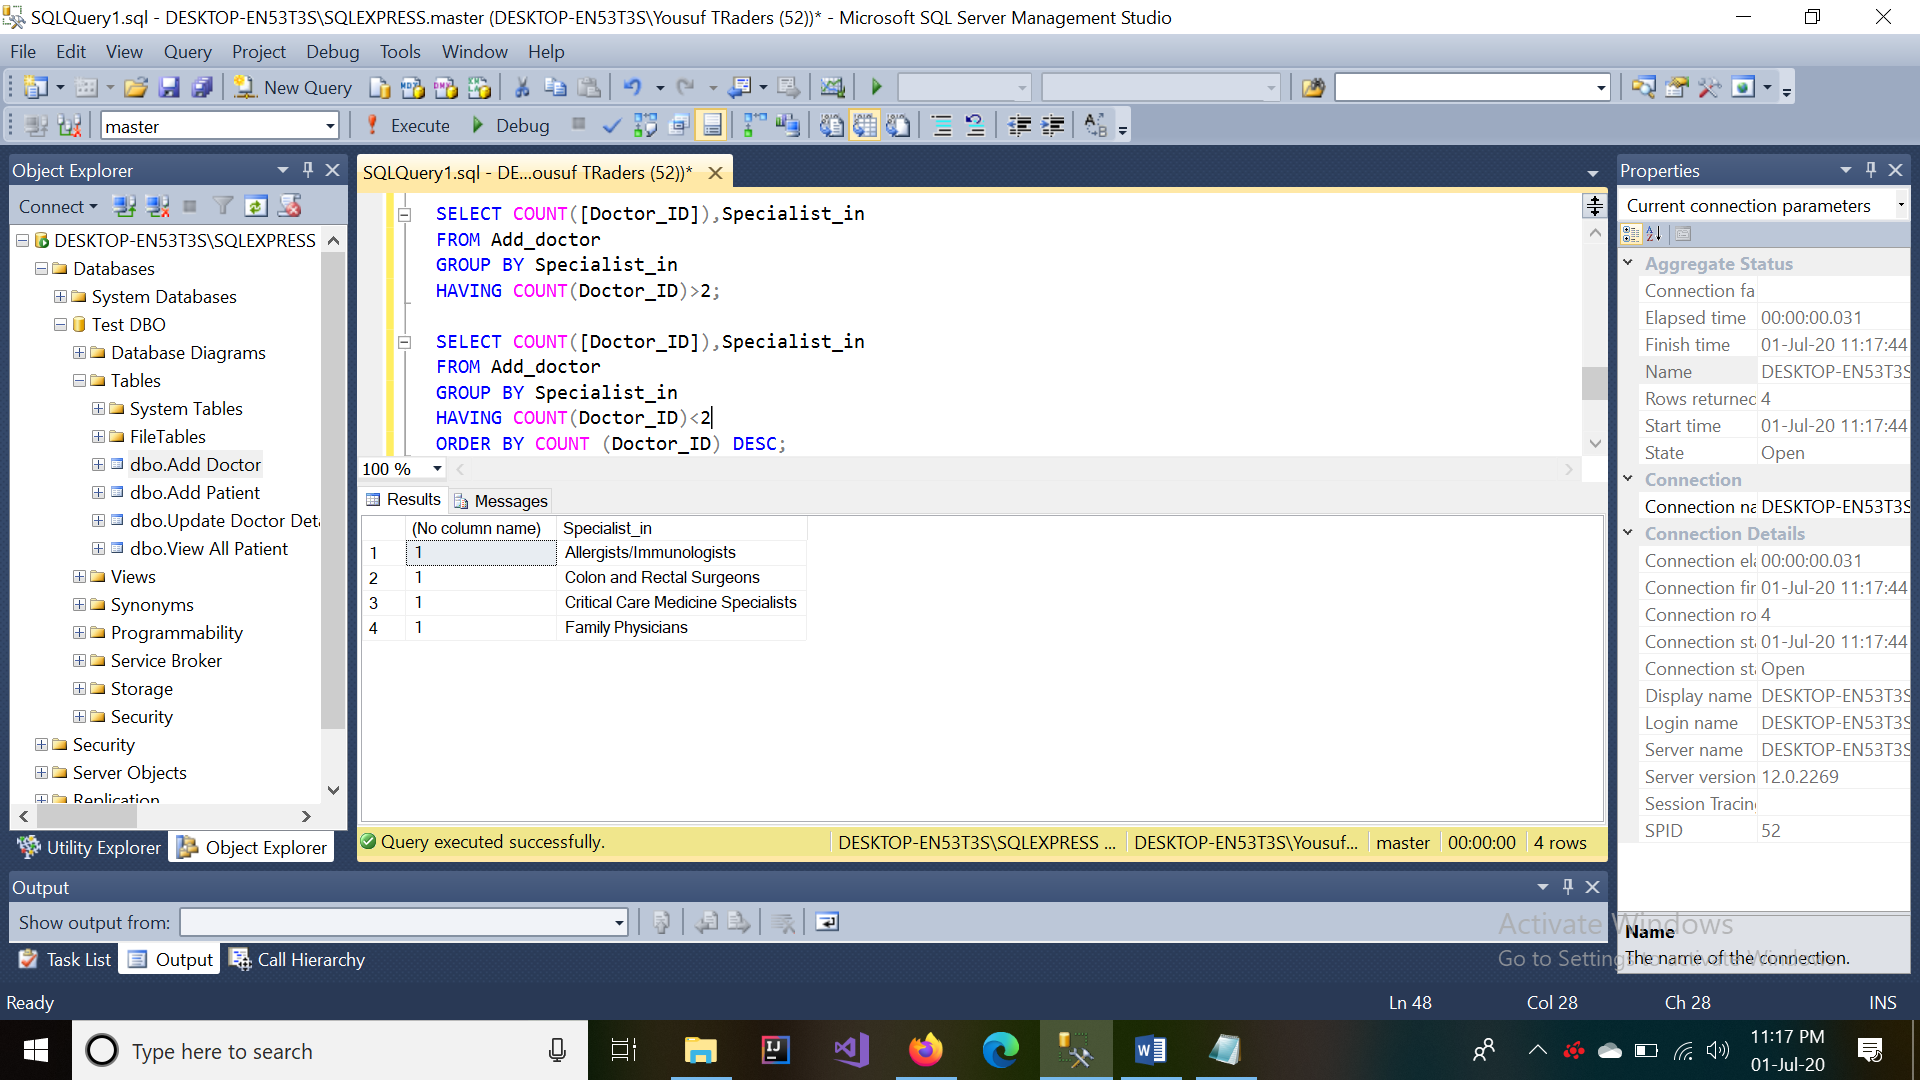 SQLQuery1.sql - DESKTOP-EN53T3S\SQLEXPRESS.master (DESKTOP-EN53T3S\Yousuf TRaders (52))* - Microsoft SQL Server Management Studio
File Edit View Query Project Debug Tools Window Help
New Query
master Execute Debug
Object Explorer
Connect
DESKTOP-EN53T3S\SQLEXPRESS
Databases
System Databases
Test DBO
Database Diagrams
Tables
System Tables
FileTables
dbo.Add Doctor
dbo.Add Patient
dbo.Update Doctor Deta
dbo.View All Patient
Views
Synonyms
Programmability
Service Broker
Storage
Security
Security
Server Objects
Replication
Utility Explorer Object Explorer
SQLQuery1.sql - DE...ousuf TRaders (52))*
SELECT COUNT([Doctor_ID]),Specialist_in
FROM Add_doctor
GROUP BY Specialist_in
HAVING COUNT(Doctor_ID)>2;
SELECT COUNT([Doctor_ID]),Specialist_in
FROM Add_doctor
GROUP BY Specialist_in
HAVING COUNT(Doctor_ID)<2
ORDER BY COUNT (Doctor_ID) DESC;
100 %
Results Messages
(No column name) Specialist_in
1 1 Allergists/Immunologists
2 1 Colon and Rectal Surgeons
3 1 Critical Care Medicine Specialists
4 1 Family Physicians
Query executed successfully. DESKTOP-EN53T3S\SQLEXPRESS ... DESKTOP-EN53T3S\Yousuf... master 00:00:00 4 rows
Properties
Current connection parameters
Aggregate Status
Connection fa
Elapsed time 00:00:00.031
Finish time 01-Jul-20 11:17:44
Name DESKTOP-EN53T3S
Rows returned 4
Start time 01-Jul-20 11:17:44
State Open
Connection
Connection na DESKTOP-EN53T3S
Connection Details
Connection ela 00:00:00.031
Connection fin 01-Jul-20 11:17:44
Connection ro 4
Connection sta 01-Jul-20 11:17:44
Connection sta Open
Display name DESKTOP-EN53T3S
Login name DESKTOP-EN53T3S
Server name DESKTOP-EN53T3S
Server version 12.0.2269
Session Tracin
SPID 52
Name
The name of the connection.
Activate Windows
Go to Settings to activate Windows.
Output
Show output from:
Task List Output Call Hierarchy
Ready Ln 48 Col 28 Ch 28 INS
Type here to search
11:17 PM
01-Jul-20